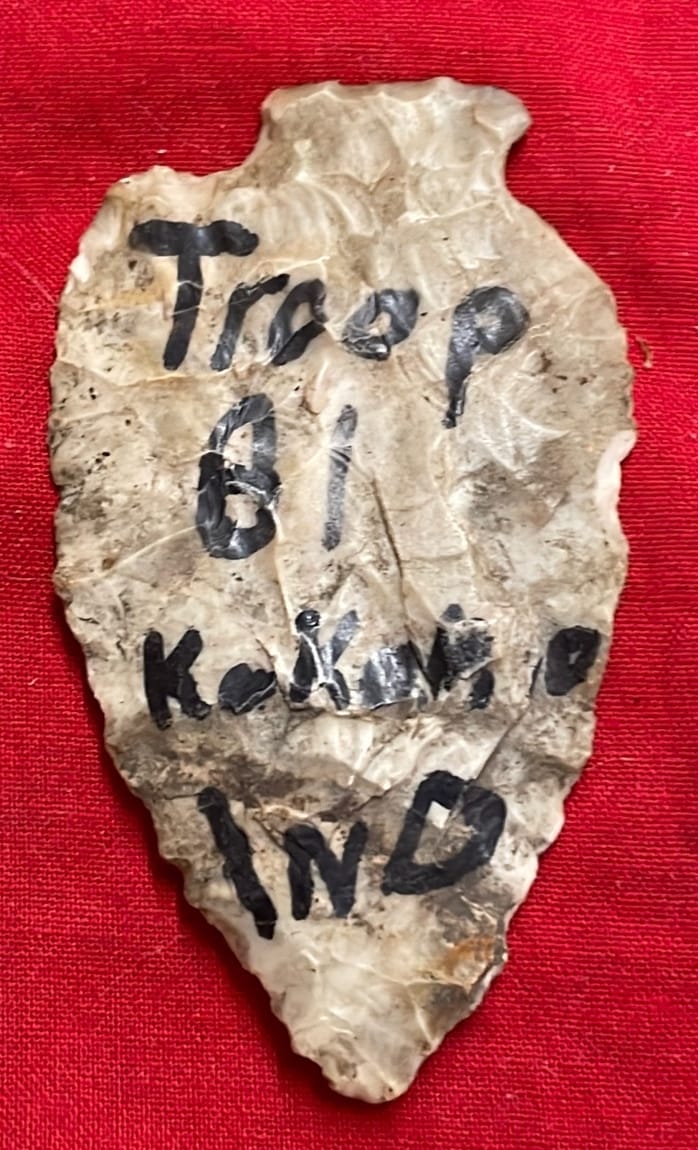 Troop
81
KoKomo
IND